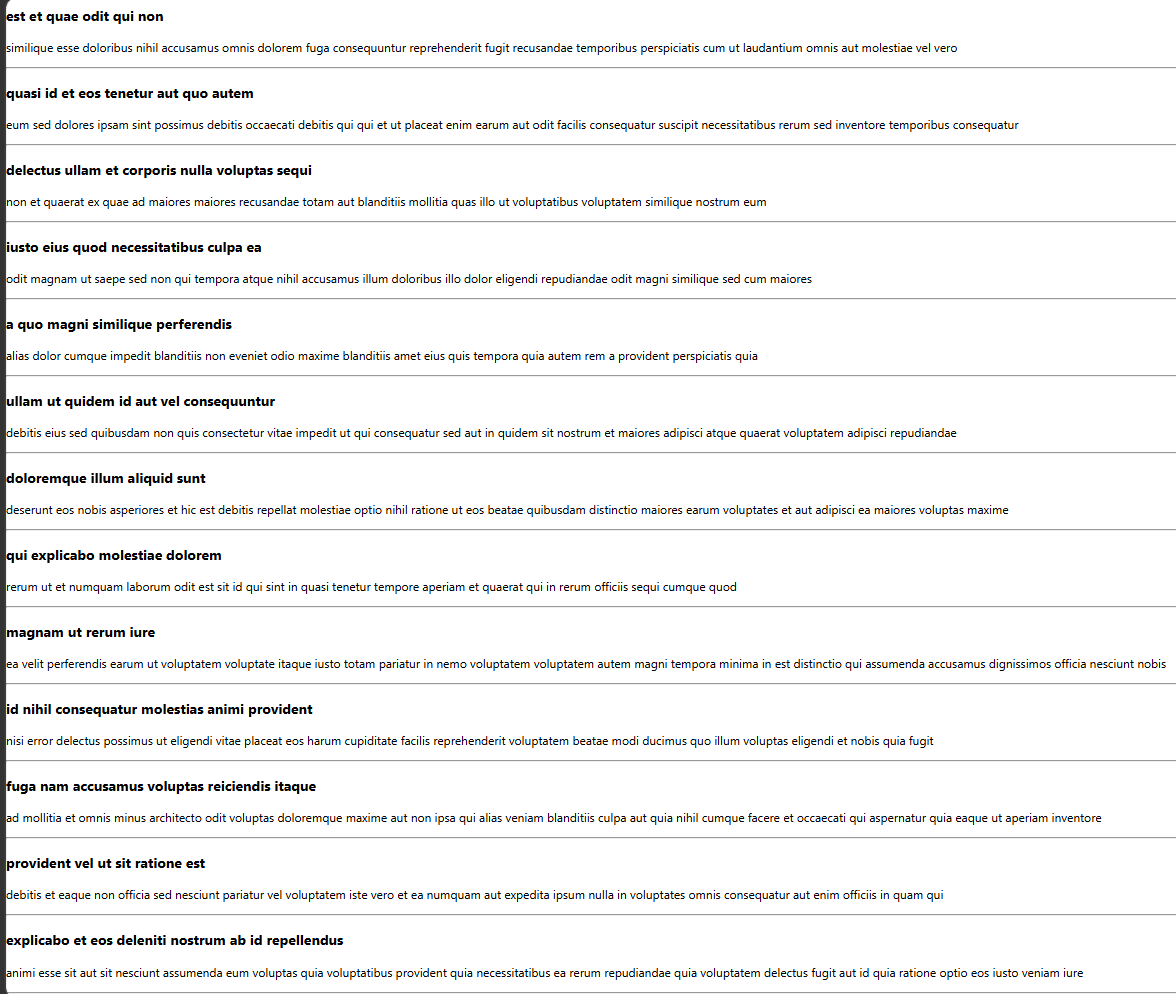 est et quae odit qui non
similique esse doloribus nihil accusamus omnis dolorem fuga consequuntur reprehenderit fugit recusandae temporibus perspiciatis cum ut laudantium omnis aut molestiae vel vero
quasi id et eos tenetur aut quo autem
eum sed dolores ipsam sint possimus debitis occaecati debitis qui qui et ut placeat enim earum aut odit facilis consequatur suscipit necessitatibus rerum sed inventore temporibus consequatur
delectus ullam et corporis nulla voluptas sequi
non et quaerat ex quae ad maiores maiores recusandae totam aut blanditiis mollitia quas illo ut voluptatibus voluptatem similique nostrum eum
iusto eius quod necessitatibus culpa ea
odit magnam ut saepe sed non qui tempora atque nihil accusamus illum doloribus illo dolor eligendi repudiandae odit magni similique sed cum maiores
a quo magni similique perferendis
alias dolor cumque impedit blanditiis non eveniet odio maxime blanditiis amet eius quis tempora quia autem rem a provident perspiciatis quia
ullam ut quidem id aut vel consequuntur
debitis eius sed quibusdam non quis consectetur vitae impedit ut qui consequatur sed aut in quidem sit nostrum et maiores adipisci atque quaerat voluptatem adipisci repudiandae
doloremque illum aliquid sunt
deserunt eos nobis asperiores et hic est debitis repellat molestiae optio nihil ratione ut eos beatae quibusdam distinctio maiores earum voluptates et aut adipisci ea maiores voluptas maxime
qui explicabo molestiae dolorem
rerum ut et numquam laborum odit est sit id qui sint in quasi tenetur tempore aperiam et quaerat qui in rerum officiis sequi cumque quod
magnam ut rerum iure
ea velit perferendis earum ut voluptatem voluptate itaque iusto totam pariatur in nemo voluptatem voluptatem autem magni tempora minima in est distinctio qui assumenda accusamus dignissimos officia nesciunt nobis
id nihil consequatur molestias animi provident
nisi error delectus possimus ut eligendi vitae placeat eos harum cupiditate facilis reprehenderit voluptatem beatae modi ducimus quo illum voluptas eligendi et nobis quia fugit
fuga nam accusamus voluptas reiciendis itaque
ad mollitia et omnis minus architecto odit voluptas doloremque maxime aut non ipsa qui alias veniam blanditiis culpa aut quia nihil cumque facere et occaecati qui aspernatur quia eaque ut aperiam inventore
provident vel ut sit ratione est
debitis et eaque non officia sed nesciunt pariatur vel voluptatem iste vero et ea numquam aut expedita ipsum nulla in voluptates omnis consequatur aut enim officiis in quam qui
explicabo et eos deleniti nostrum ab id repellendus
animi esse sit aut sit nesciunt assumenda eum voluptas quia voluptatibus provident quia necessitatibus ea rerum repudiandae quia voluptatem delectus fugit aut id quia ratione optio eos iusto veniam iure